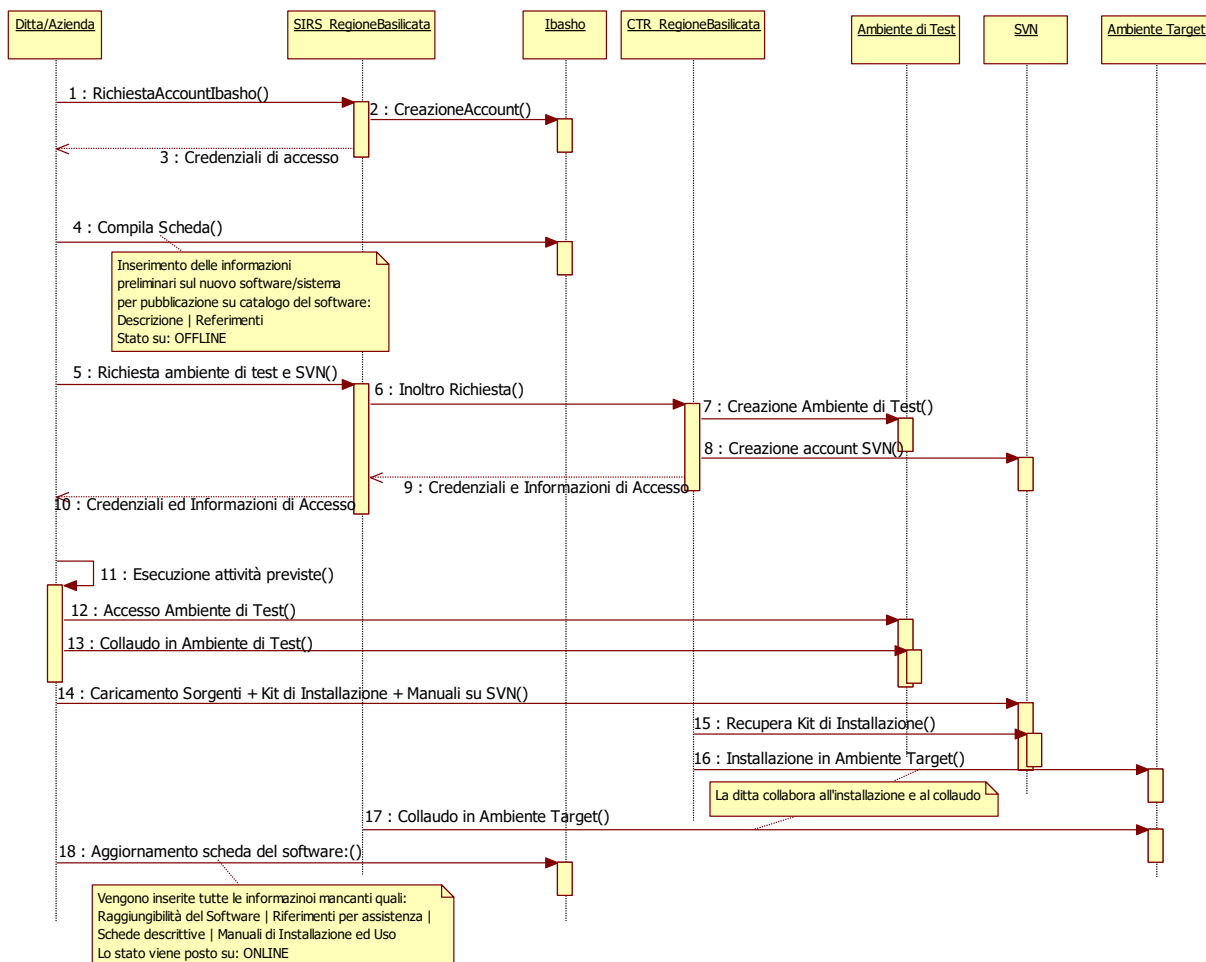 Ditta/Azienda
SIRS_RegioneBasilicata
Ibasho
CTR_RegioneBasilicata
Ambiente di Test
SVN
Ambiente Target
1 : RichiestaAccountIbasho()
2 : CreazioneAccount()
3 : Credenziali di accesso
4 : Compila Scheda()
Inserimento delle informazioni
preliminari sul nuovo software/sistema
per pubblicazione su catalogo del software:
Descrizione | Referimenti
Stato su: OFFLINE
5 : Richiesta ambiente di test e SVN()
6 : Inoltro Richiesta()
7 : Creazione Ambiente di Test()
8 : Creazione account SVN()
9 : Credenziali e Informazioni di Accesso
10 : Credenziali ed Informazioni di Accesso
11 : Esecuzione attività previste()
12 : Accesso Ambiente di Test()
13 : Collaudo in Ambiente di Test()
14 : Caricamento Sorgenti + Kit di Installazione + Manuali su SVN()
15 : Recupera Kit di Installazione()
16 : Installazione in Ambiente Target()
La ditta collabora all'installazione e al collaudo
17 : Collaudo in Ambiente Target()
18 : Aggiornamento scheda del software:()
Vengono inserite tutte le informazinoi mancanti quali:
Raggiungibilità del Software | Riferimenti per assistenza |
Schede descrittive | Manuali di Installazione ed Uso
Lo stato viene posto su: ONLINE